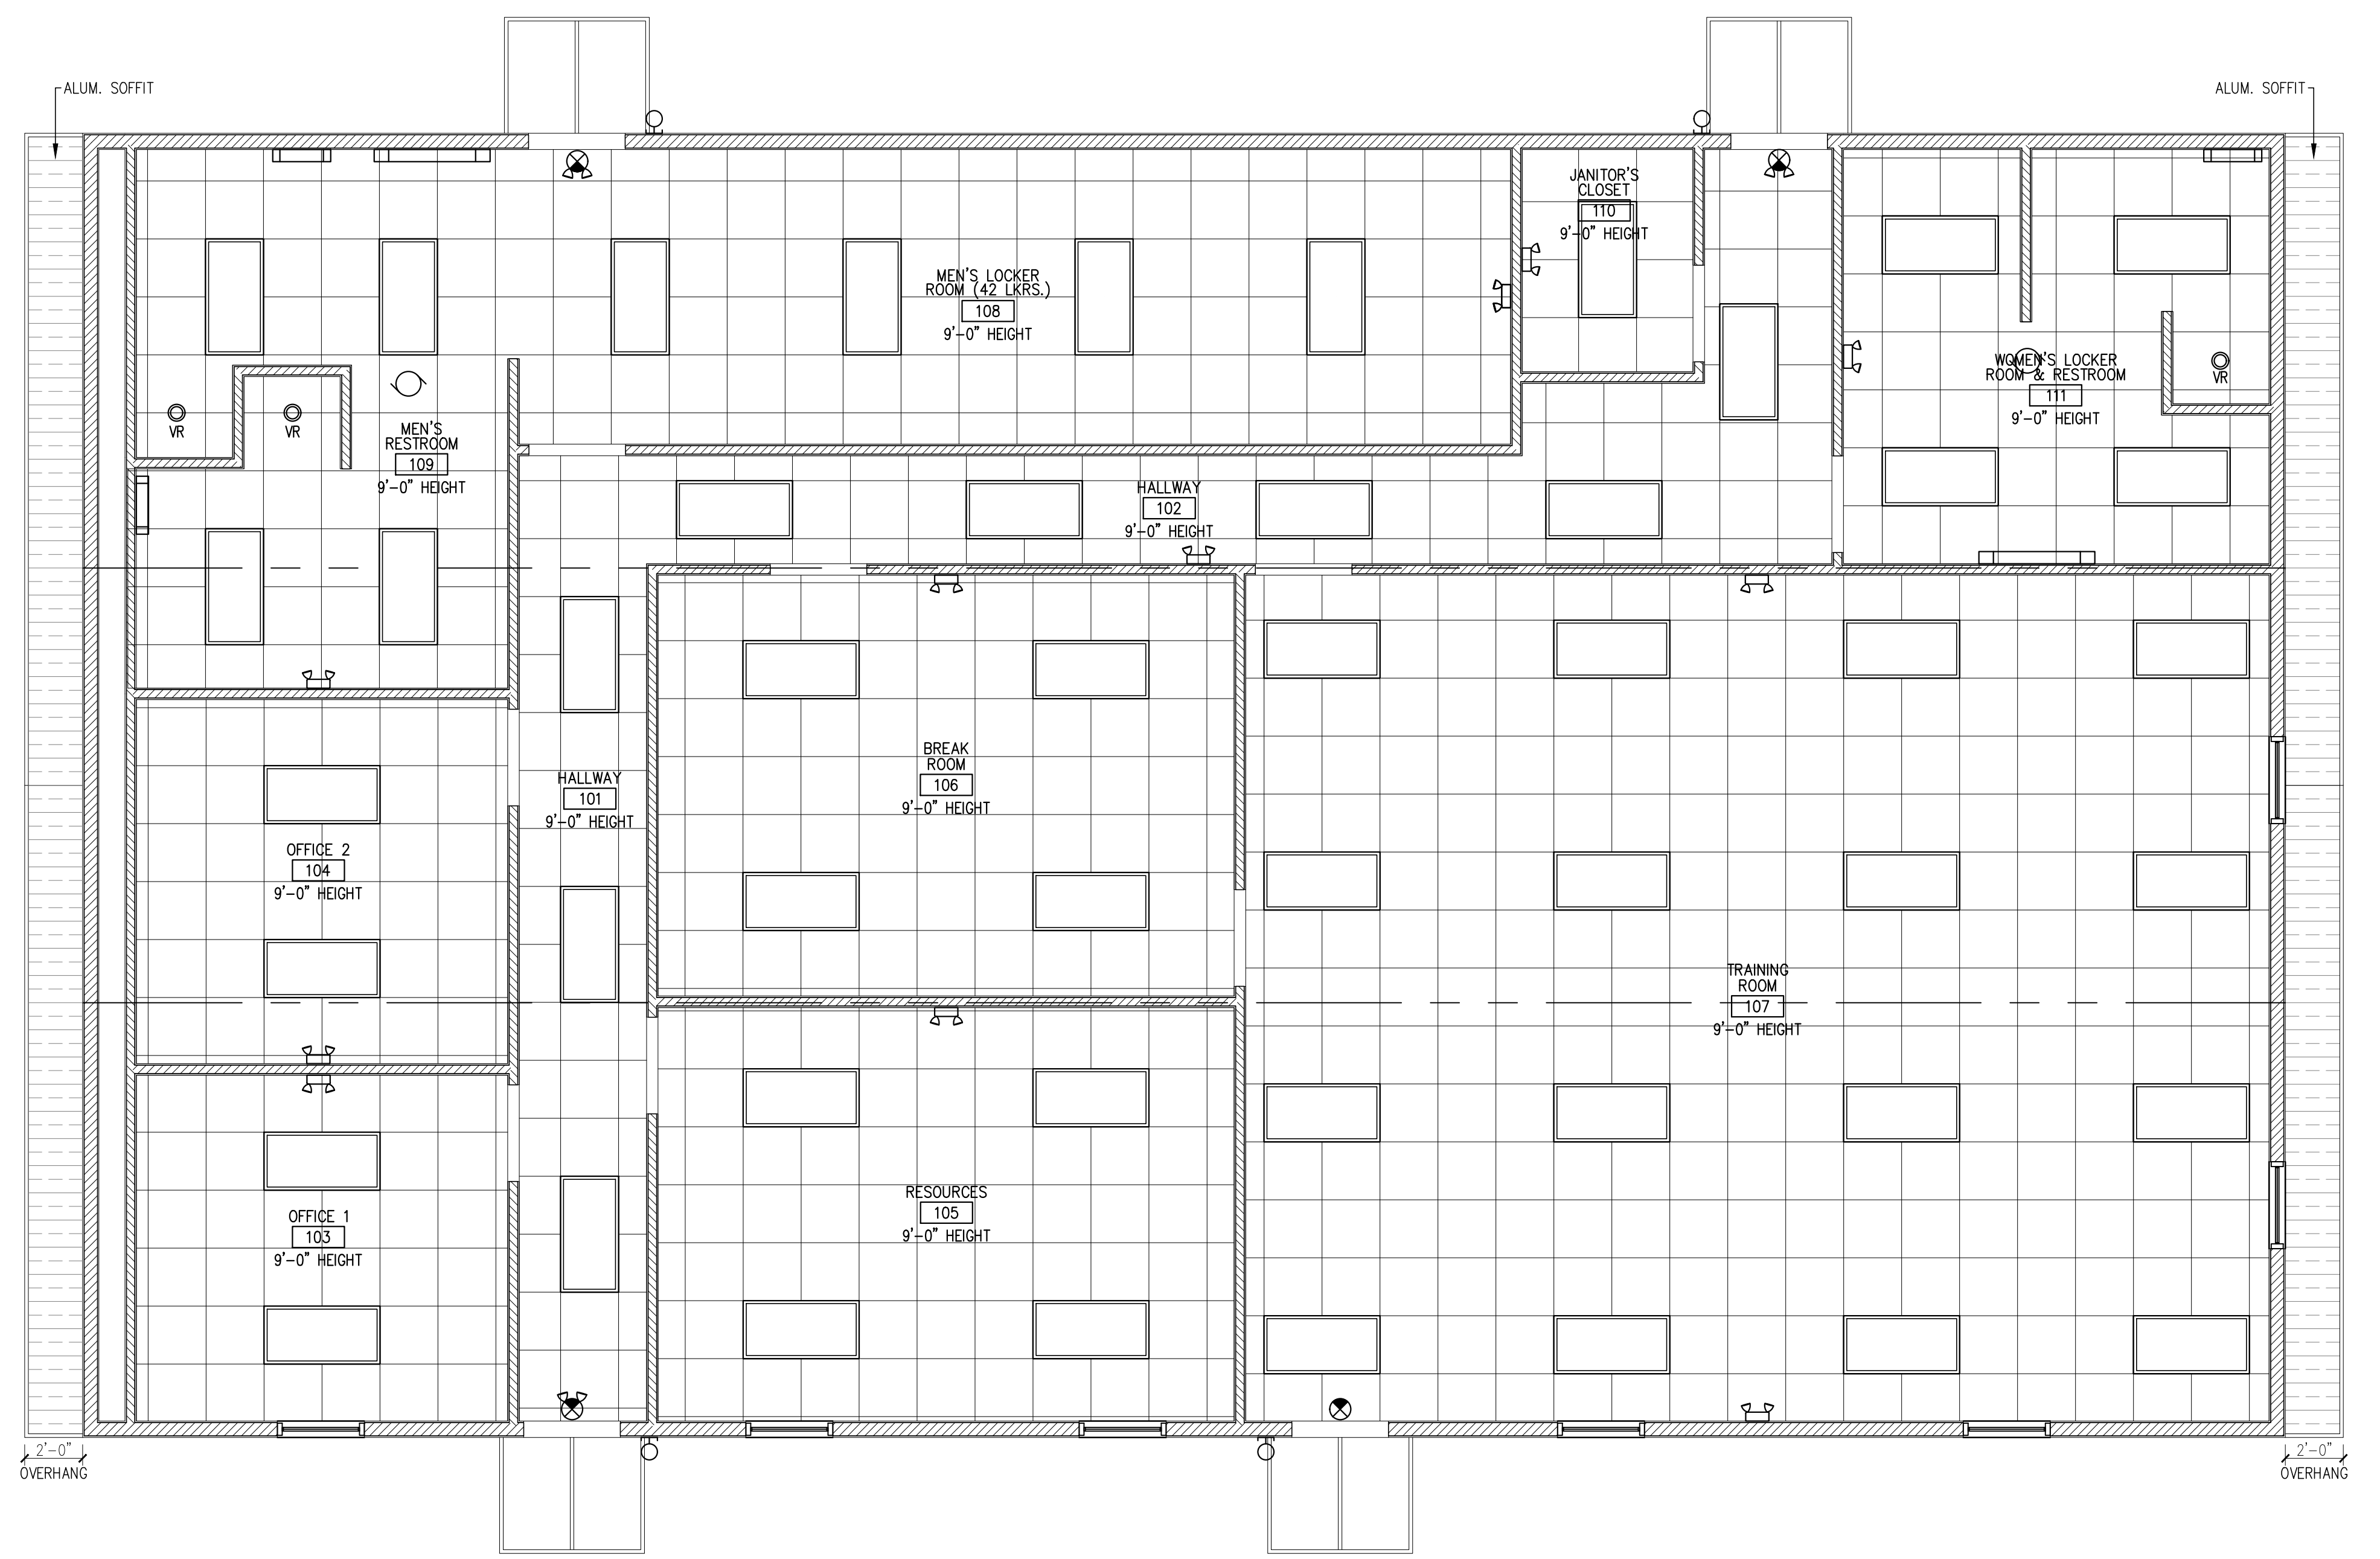 ALUM. SOFFIT
ALUM. SOFFIT
JANITOR'S
CLOSET
110
9'-0" HEIGHT
MEN'S LOCKER
ROOM (42 LKRS.)
108
9'-0" HEIGHT
WOMEN'S LOCKER
ROOM & RESTROOM
111
9'-0" HEIGHT
VR
VR
VR
MEN'S
RESTROOM
109
9'-0" HEIGHT
HALLWAY
102
9'-0" HEIGHT
BREAK
ROOM
106
9'-0" HEIGHT
HALLWAY
101
9'-0" HEIGHT
OFFICE 2
104
9'-0" HEIGHT
TRAINING
ROOM
107
9'-0" HEIGHT
RESOURCES
105
9'-0" HEIGHT
OFFICE 1
103
9'-0" HEIGHT
2'-0"
OVERHANG
2'-0"
OVERHANG